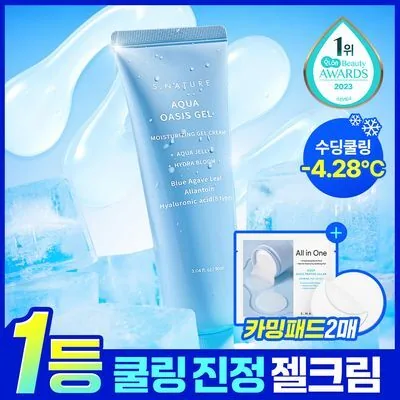 1위
OLIVE Beauty
AWARDS
2023
수딩쿨링
-4.28℃
S.NATURE
AQUA
OASIS GEL
MOISTURIZING GEL CREAM
AQUA JELLY
HYDRA BLOOM
Blue Agave Leaf
Allantoin
Hyaluronic acid(5Types)
+
All in One
카밍패드2매
1등 쿨링 진정 젤크림